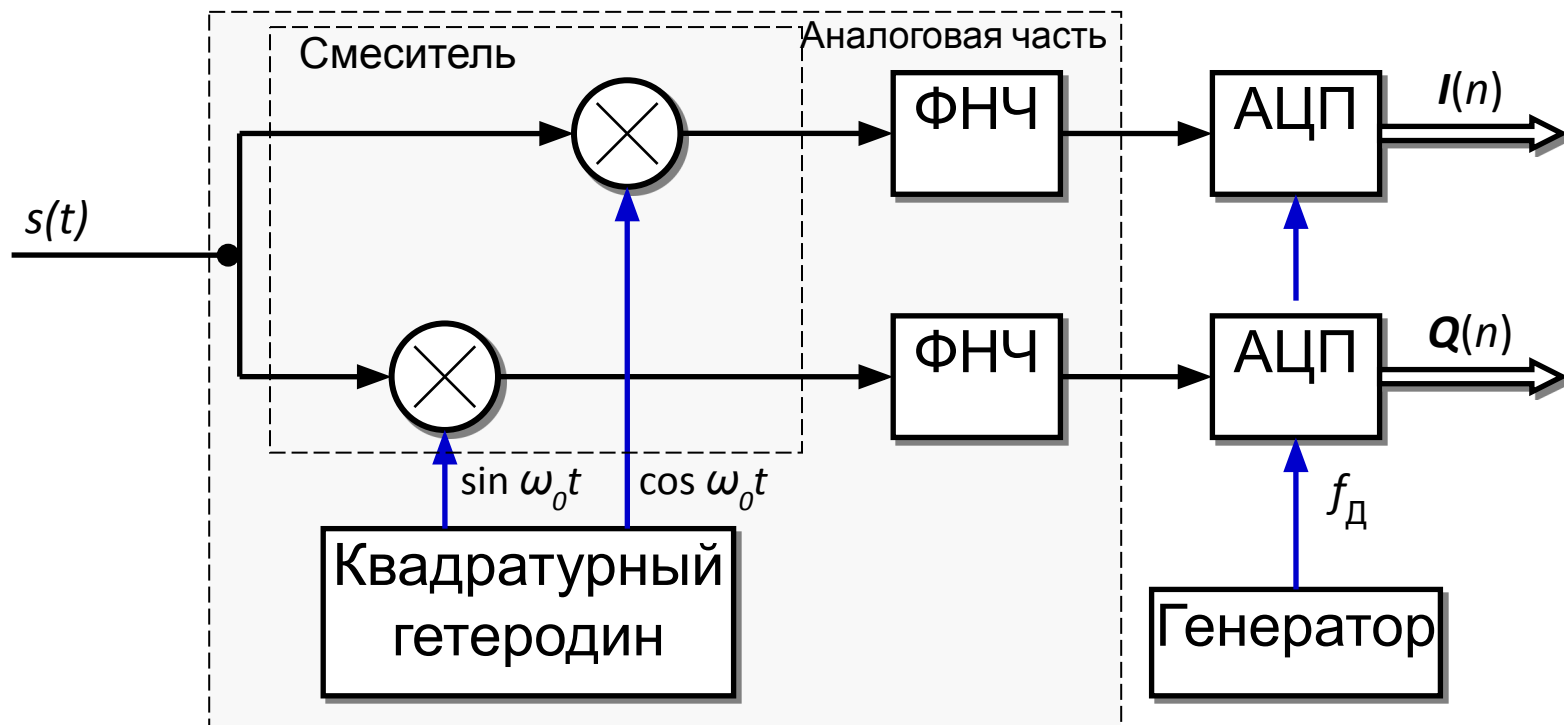 Аналоговая часть
Смеситель
ФНЧ
АЦП
I(n)
s(t)
ФНЧ
АЦП
Q(n)
sin ω₀t
cos ω₀t
fД
Квадратурный
гетеродин
Генератор